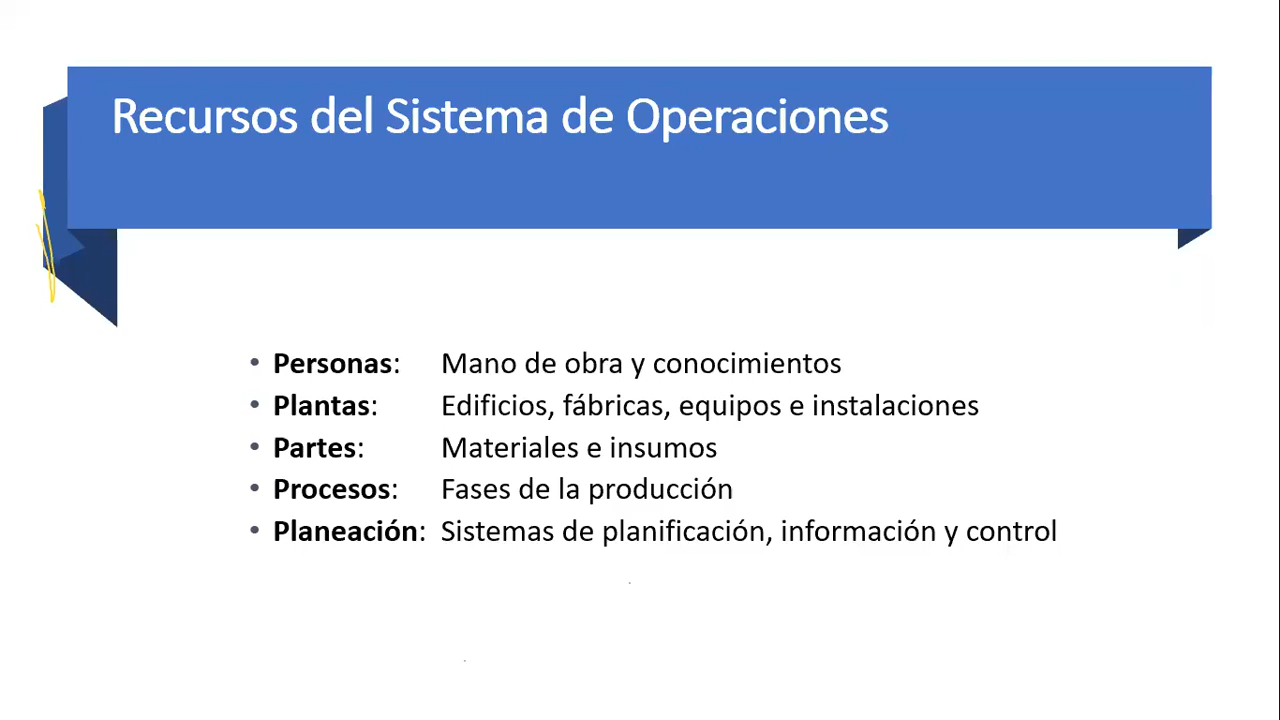 Recursos del Sistema de Operaciones
• Personas: Mano de obra y conocimientos
• Plantas: Edificios, fábricas, equipos e instalaciones
• Partes: Materiales e insumos
• Procesos: Fases de la producción
• Planeación: Sistemas de planificación, información y control